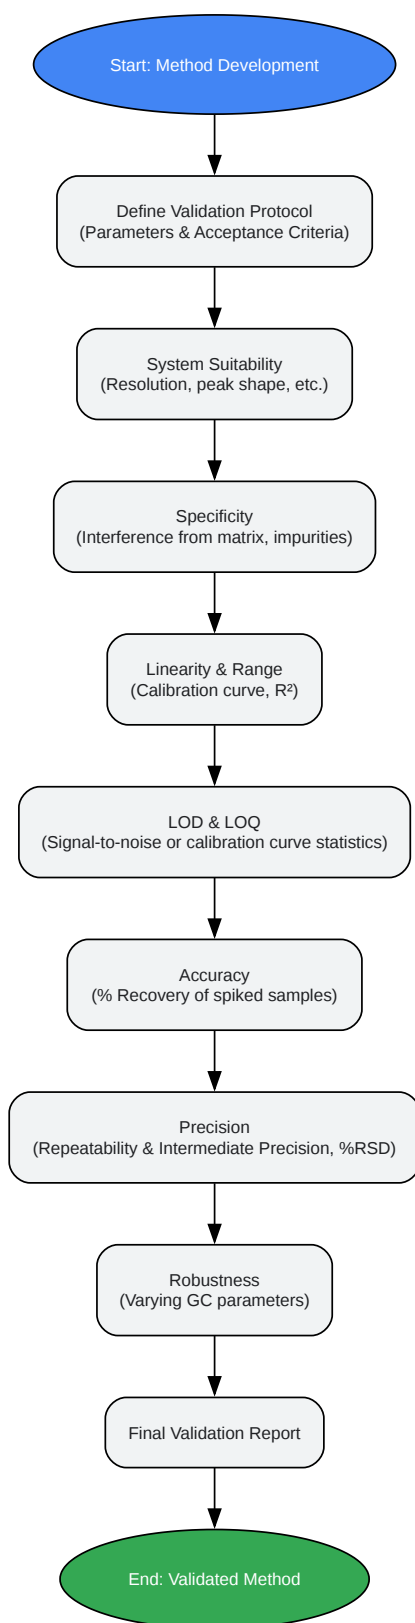 Start: Method Development
Define Validation Protocol
(Parameters & Acceptance Criteria)
System Suitability
(Resolution, peak shape, etc.)
Specificity
(Interference from matrix, impurities)
Linearity & Range
(Calibration curve, R²)
LOD & LOQ
(Signal-to-noise or calibration curve statistics)
Accuracy
(% Recovery of spiked samples)
Precision
(Repeatability & Intermediate Precision, %RSD)
Robustness
(Varying GC parameters)
Final Validation Report
End: Validated Method